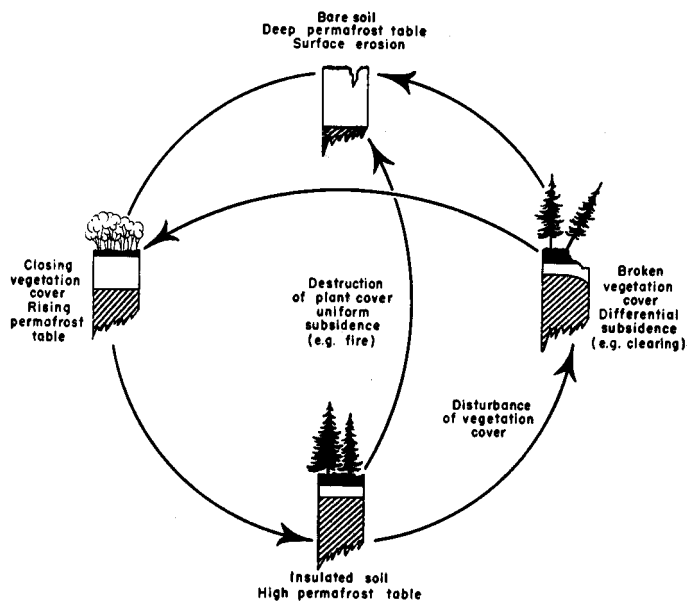 Bare soil
Deep permafrost table
Surface erosion
Closing
vegetation
cover
Rising
permafrost
table
Destruction
of plant cover
uniform
subsidence
(e.g. fire)
Broken
vegetation
cover
Differential
subsidence
(e.g. clearing)
Disturbance
of vegetation
cover
Insulated soil
High permafrost table